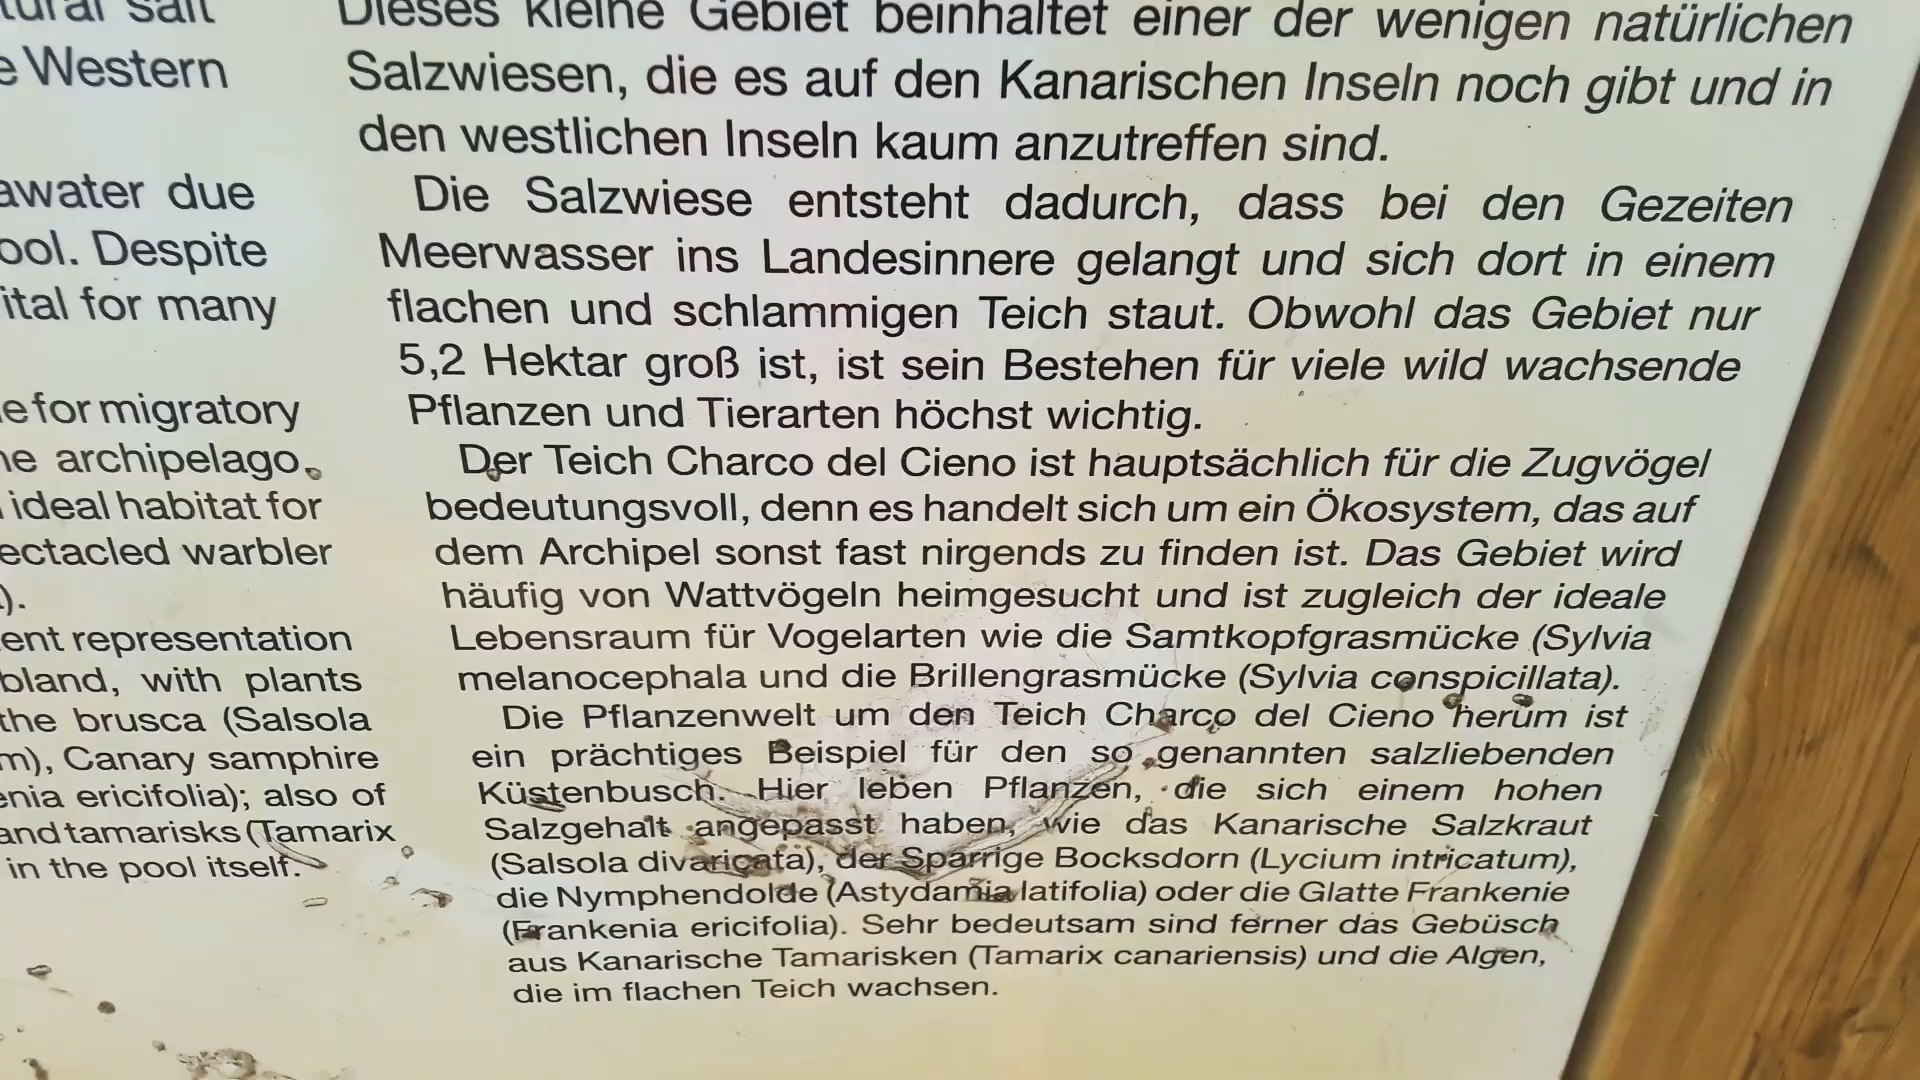 tural salt
e Western
awater due
ool. Despite
ital for many
e for migratory
he archipelago.
ideal habitat for
ectacled warbler
).
ent representation
bland, with plants
the brusca (Salsola
m), Canary samphire
enia ericifolia); also of
and tamarisks (Tamarix
in the pool itself.
Dieses kleine Gebiet beinhaltet einer der wenigen natürlichen
Salzwiesen, die es auf den Kanarischen Inseln noch gibt und in
den westlichen Inseln kaum anzutreffen sind.
Die Salzwiese entsteht dadurch, dass bei den Gezeiten
Meerwasser ins Landesinnere gelangt und sich dort in einem
flachen und schlammigen Teich staut. Obwohl das Gebiet nur
5,2 Hektar groß ist, ist sein Bestehen für viele wild wachsende
Pflanzen und Tierarten höchst wichtig.
Der Teich Charco del Cieno ist hauptsächlich für die Zugvögel
bedeutungsvoll, denn es handelt sich um ein Ökosystem, das auf
dem Archipel sonst fast nirgends zu finden ist. Das Gebiet wird
häufig von Wattvögeln heimgesucht und ist zugleich der ideale
Lebensraum für Vogelarten wie die Samtkopfgrasmücke (Sylvia
melanocephala und die Brillengrasmücke (Sylvia conspicillata).
Die Pflanzenwelt um den Teich Charco del Cieno herum ist
ein prächtiges Beispiel für den so genannten salzliebenden
Küstenbusch. Hier leben Pflanzen, die sich einem hohen
Salzgehalt angepasst haben, wie das Kanarische Salzkraut
(Salsola divaricata), der Sparrige Bocksdorn (Lycium intricatum),
die Nymphendolde (Astydamia latifolia) oder die Glatte Frankenie
(Frankenia ericifolia). Sehr bedeutsam sind ferner das Gebüsch
aus Kanarische Tamarisken (Tamarix canariensis) und die Algen,
die im flachen Teich wachsen.